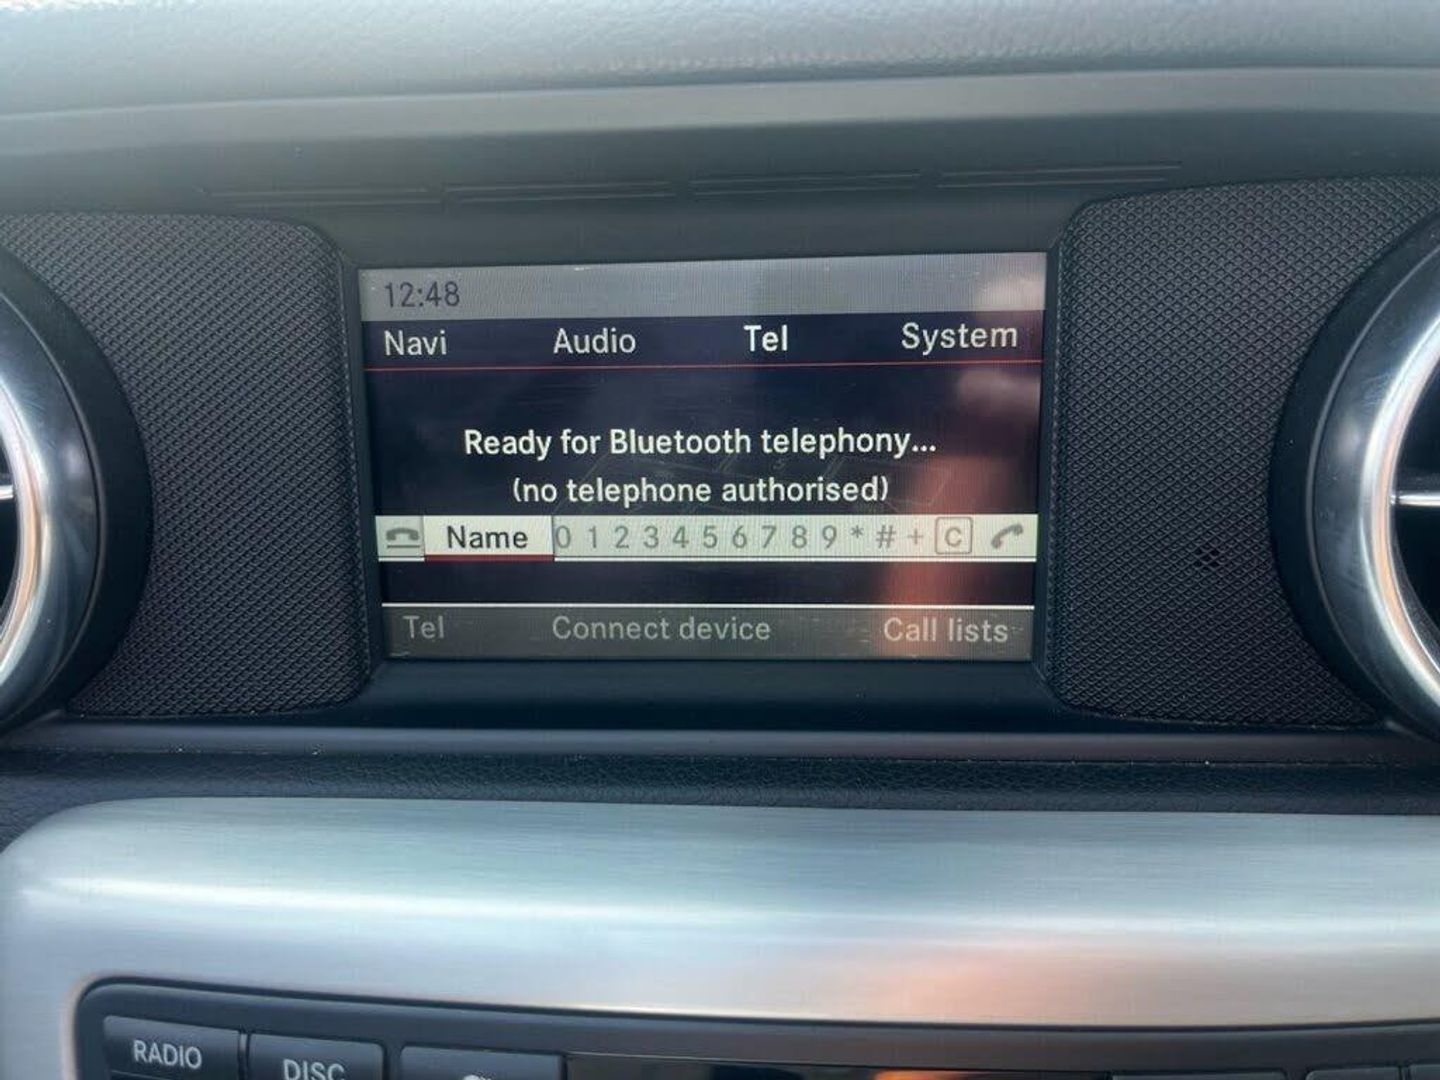 12:48
Navi Audio Tel System
Ready for Bluetooth telephony...
(no telephone authorised)
Name 0 1 2 3 4 5 6 7 8 9 * # + C
Tel Connect device Call lists
RADIO DISC